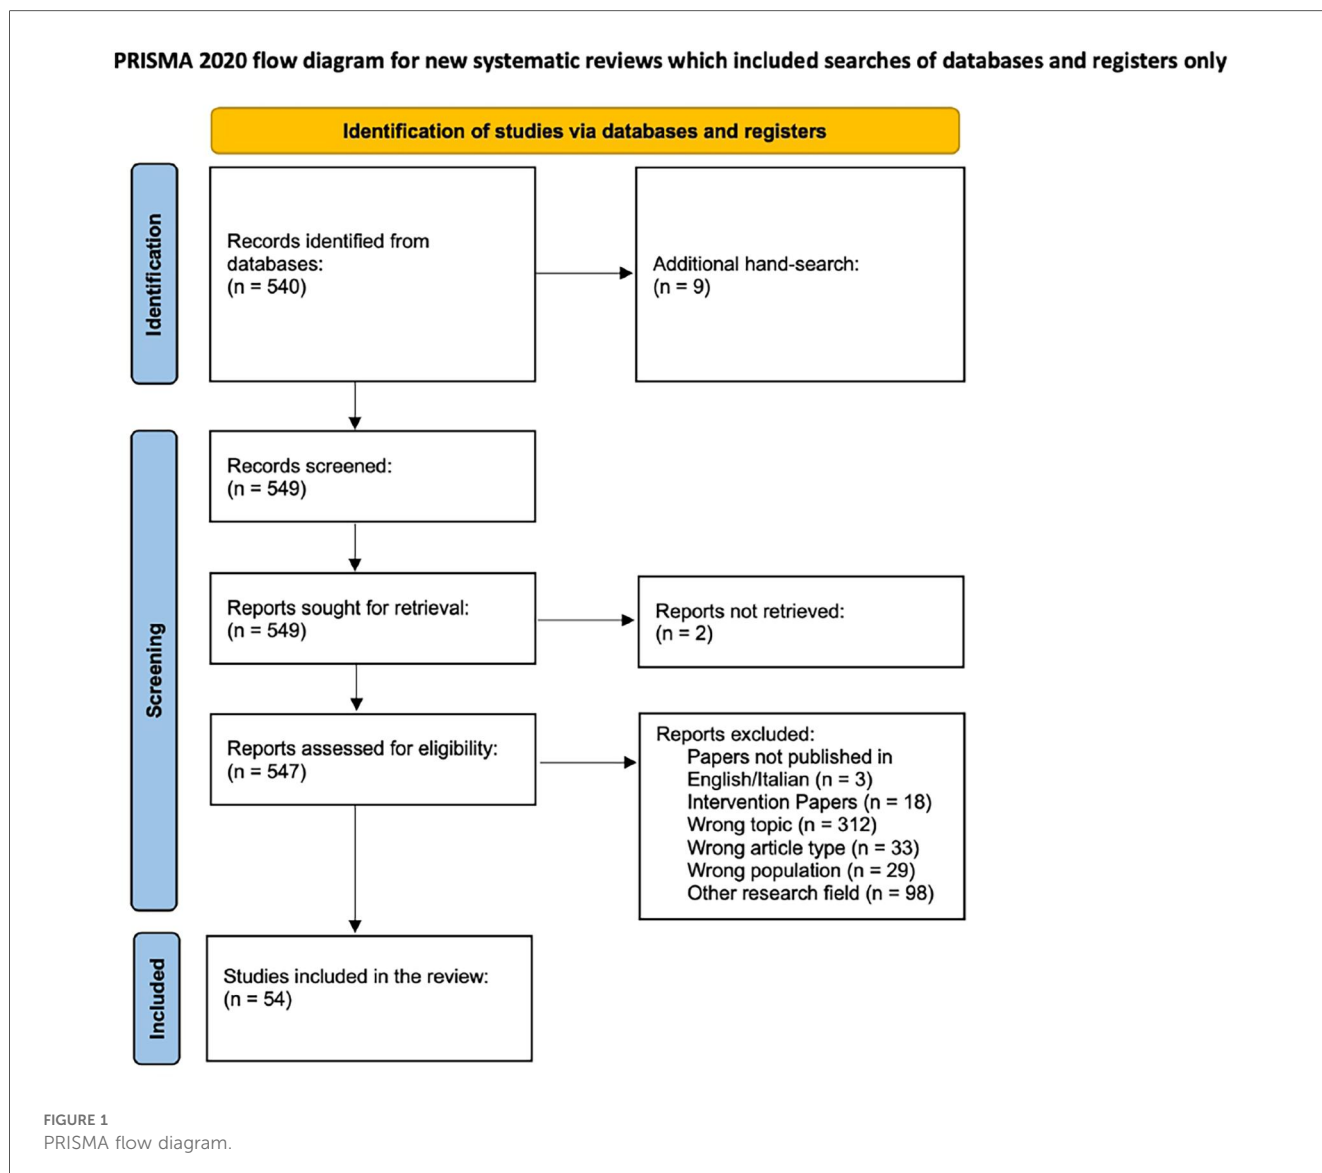 PRISMA 2020 flow diagram for new systematic reviews which included searches of databases and registers only
Identification of studies via databases and registers
Identification
Records identified from
databases:
(n = 540)
Additional hand-search:
(n = 9)
Screening
Records screened:
(n = 549)
Reports sought for retrieval:
(n = 549)
Reports not retrieved:
(n = 2)
Reports assessed for eligibility:
(n = 547)
Reports excluded:
Papers not published in
English/Italian (n = 3)
Intervention Papers (n = 18)
Wrong topic (n = 312)
Wrong article type (n = 33)
Wrong population (n = 29)
Other research field (n = 98)
Included
Studies included in the review:
(n = 54)
FIGURE 1
PRISMA flow diagram.